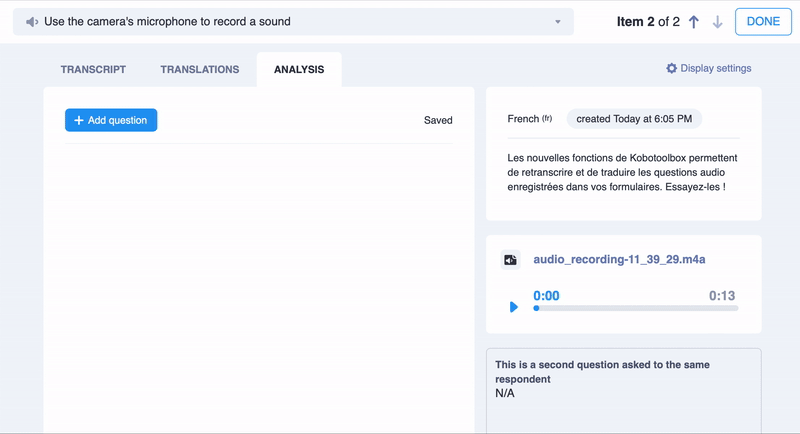 Use the camera's microphone to record a sound
Item 2 of 2
DONE
TRANSCRIPT
TRANSLATIONS
ANALYSIS
Display settings
+ Add question
Saved
French (fr)
created Today at 6:05 PM
Les nouvelles fonctions de Kobotoolbox permettent
de retranscrire et de traduire les questions audio
enregistrées dans vos formulaires. Essayez-les !
audio_recording-11_39_29.m4a
0:00
0:13
This is a second question asked to the same
respondent
N/A